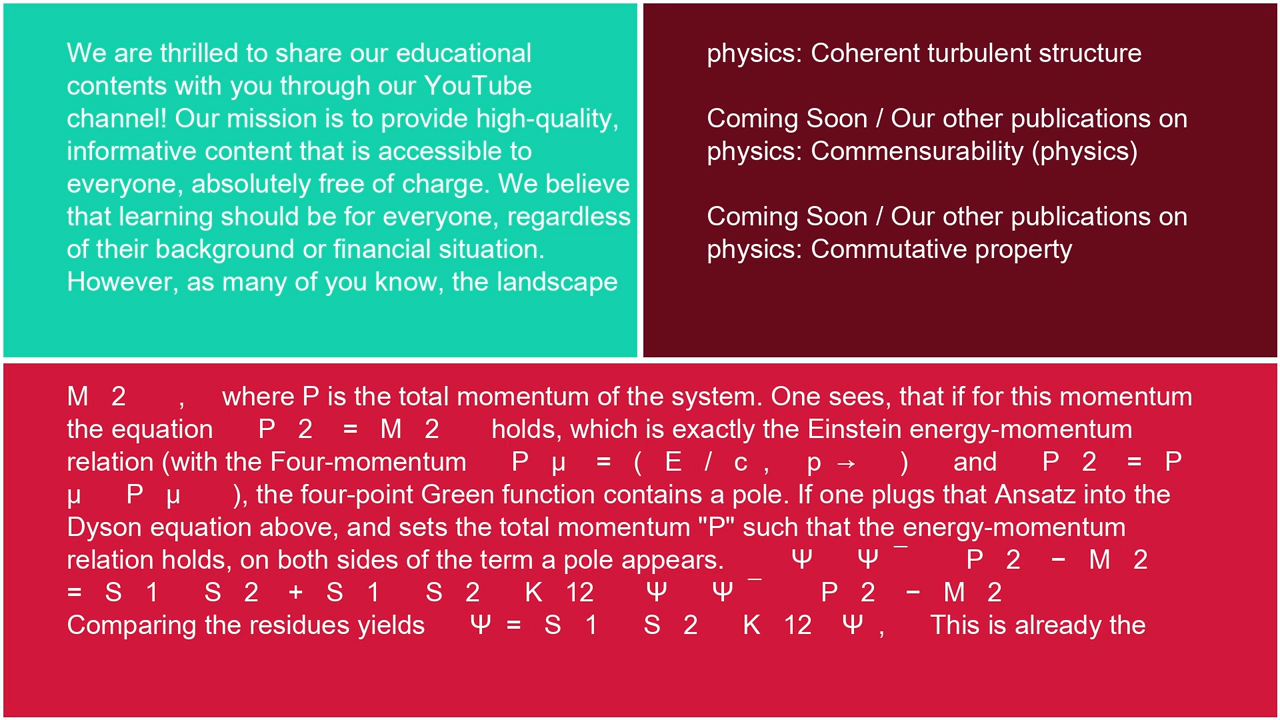 We are thrilled to share our educational
contents with you through our YouTube
channel! Our mission is to provide high-quality,
informative content that is accessible to
everyone, absolutely free of charge. We believe
that learning should be for everyone, regardless
of their background or financial situation.
However, as many of you know, the landscape
physics: Coherent turbulent structure
Coming Soon / Our other publications on
physics: Commensurability (physics)
Coming Soon / Our other publications on
physics: Commutative property
M 2 , where P is the total momentum of the system. One sees, that if for this momentum
the equation P 2 = M 2 holds, which is exactly the Einstein energy-momentum
relation (with the Four-momentum P μ = ( E / c , p → ) and P 2 = P
μ P μ ), the four-point Green function contains a pole. If one plugs that Ansatz into the
Dyson equation above, and sets the total momentum "P" such that the energy-momentum
relation holds, on both sides of the term a pole appears. Ψ Ψ ¯ P 2 − M 2
= S 1 S 2 + S 1 S 2 K 12 Ψ Ψ ¯ P 2 − M 2
Comparing the residues yields Ψ = S 1 S 2 K 12 Ψ , This is already the